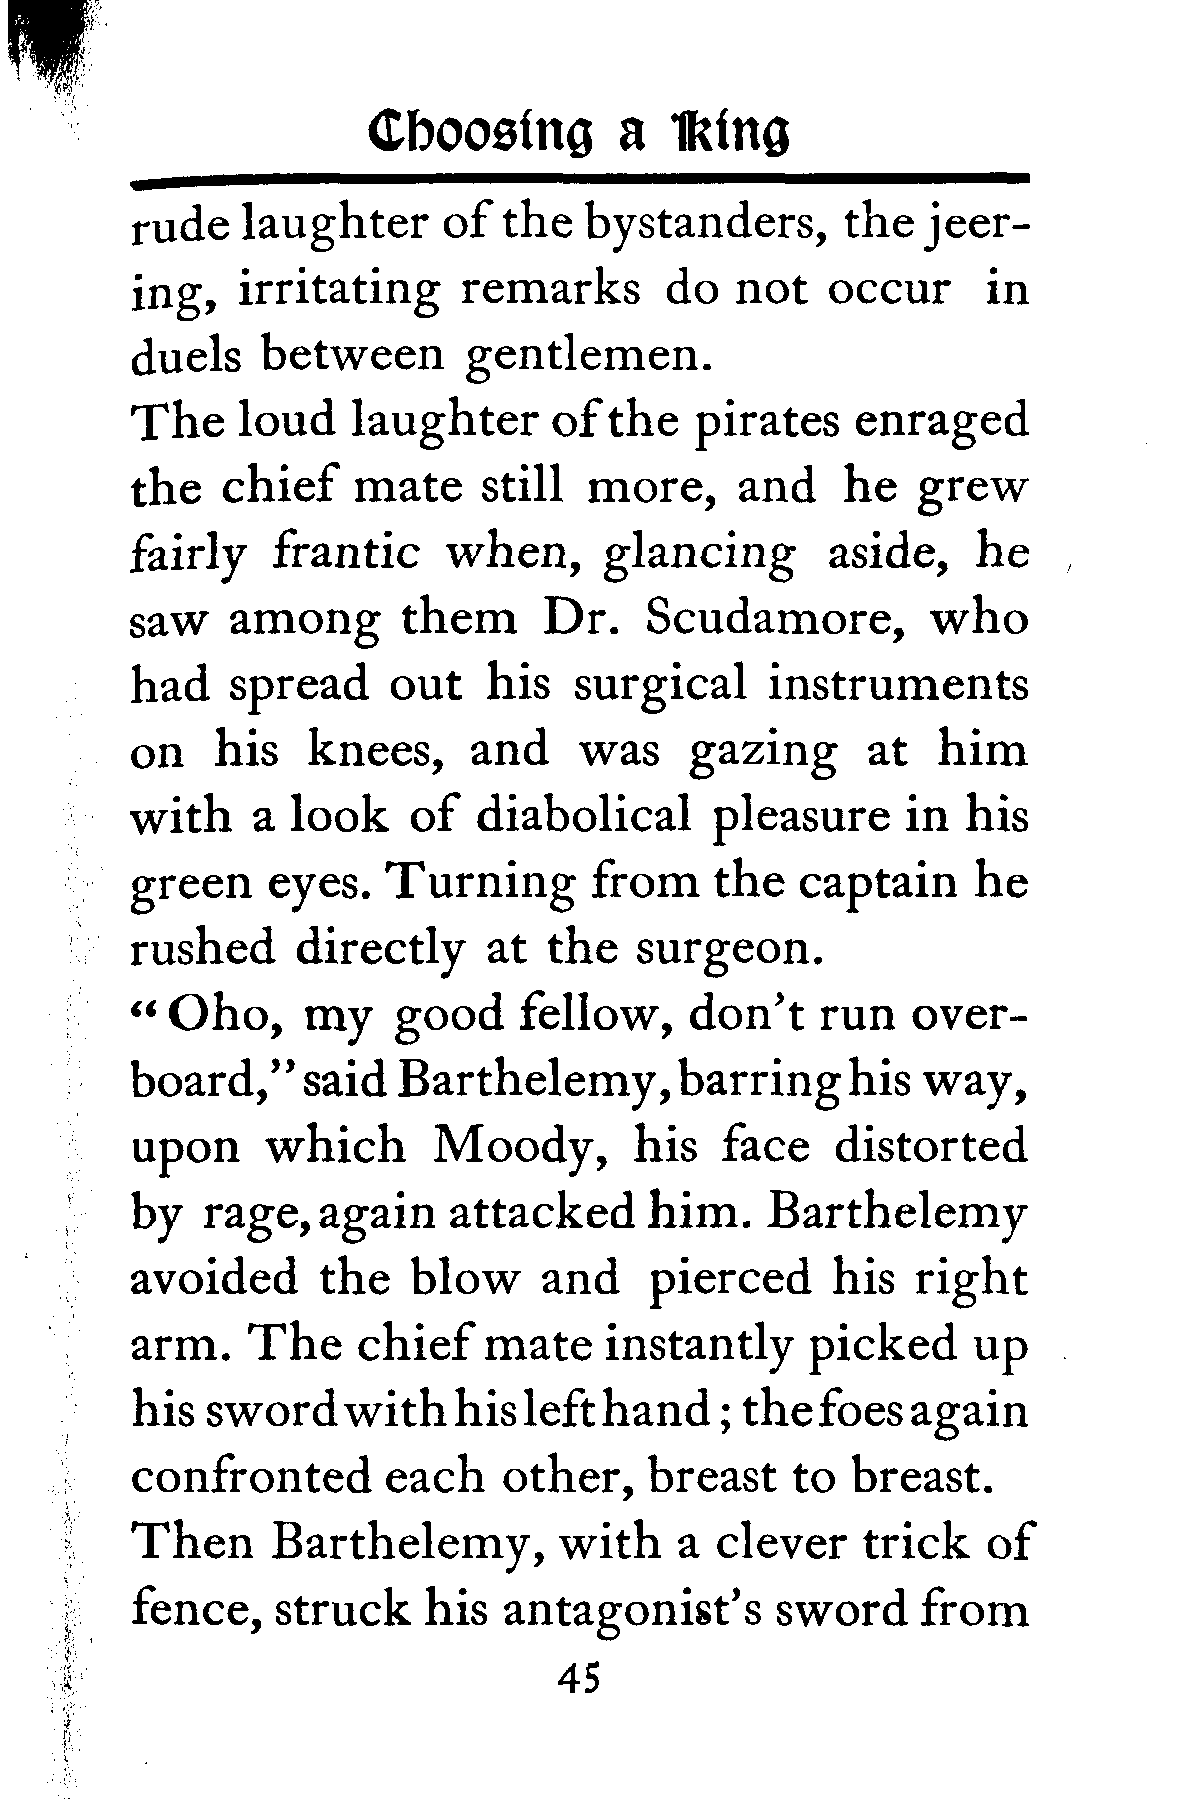 Choosing a King
rude laughter of the bystanders, the jeer-
ing, irritating remarks do not occur in
duels between gentlemen.
The loud laughter of the pirates enraged
the chief mate still more, and he grew
fairly frantic when, glancing aside, he
saw among them Dr. Scudamore, who
had spread out his surgical instruments
on his knees, and was gazing at him
with a look of diabolical pleasure in his
green eyes. Turning from the captain he
rushed directly at the surgeon.
“Oho, my good fellow, don’t run over-
board,” said Barthelemy, barring his way,
upon which Moody, his face distorted
by rage, again attacked him. Barthelemy
avoided the blow and pierced his right
arm. The chief mate instantly picked up
his sword with his left hand; the foes again
confronted each other, breast to breast.
Then Barthelemy, with a clever trick of
fence, struck his antagonist’s sword from
45